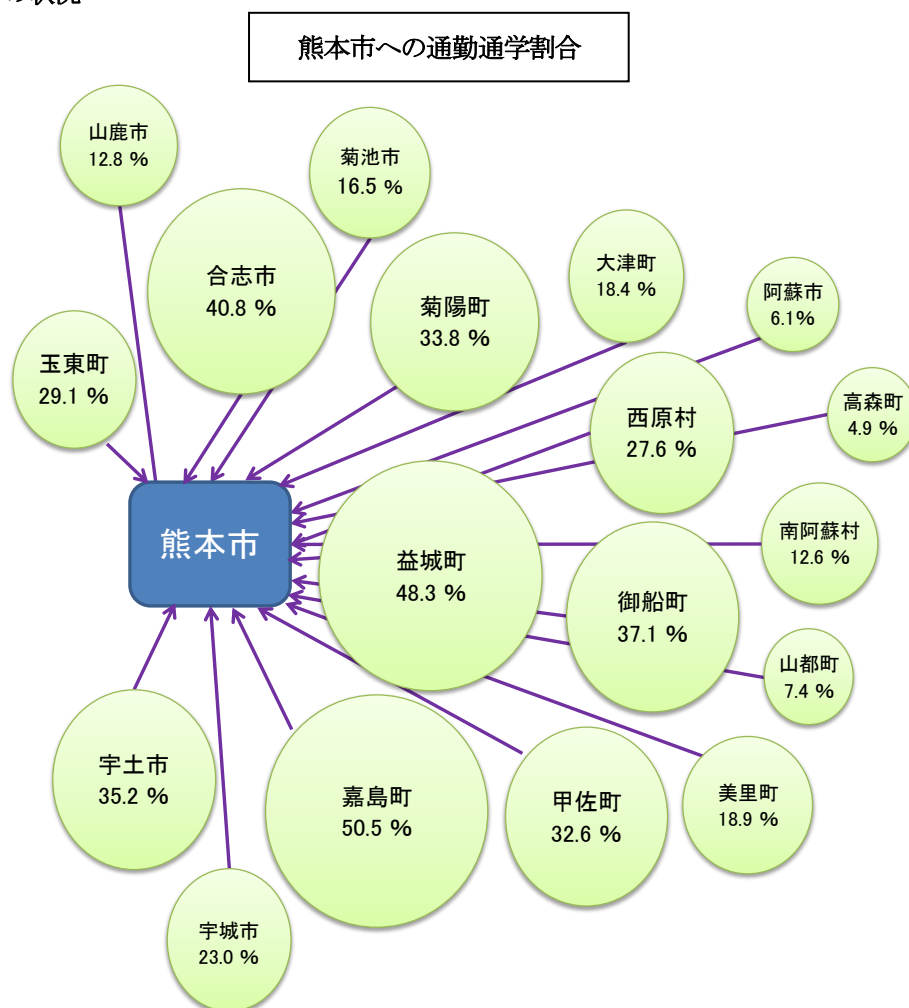 熊本市への通勤通学割合
山鹿市
12.8 %
菊池市
16.5 %
合志市
40.8 %
菊陽町
33.8 %
大津町
18.4 %
阿蘇市
6.1%
玉東町
29.1 %
西原村
27.6 %
高森町
4.9 %
熊本市
益城町
48.3 %
南阿蘇村
12.6 %
御船町
37.1 %
山都町
7.4 %
宇土市
35.2 %
嘉島町
50.5 %
甲佐町
32.6 %
美里町
18.9 %
宇城市
23.0 %